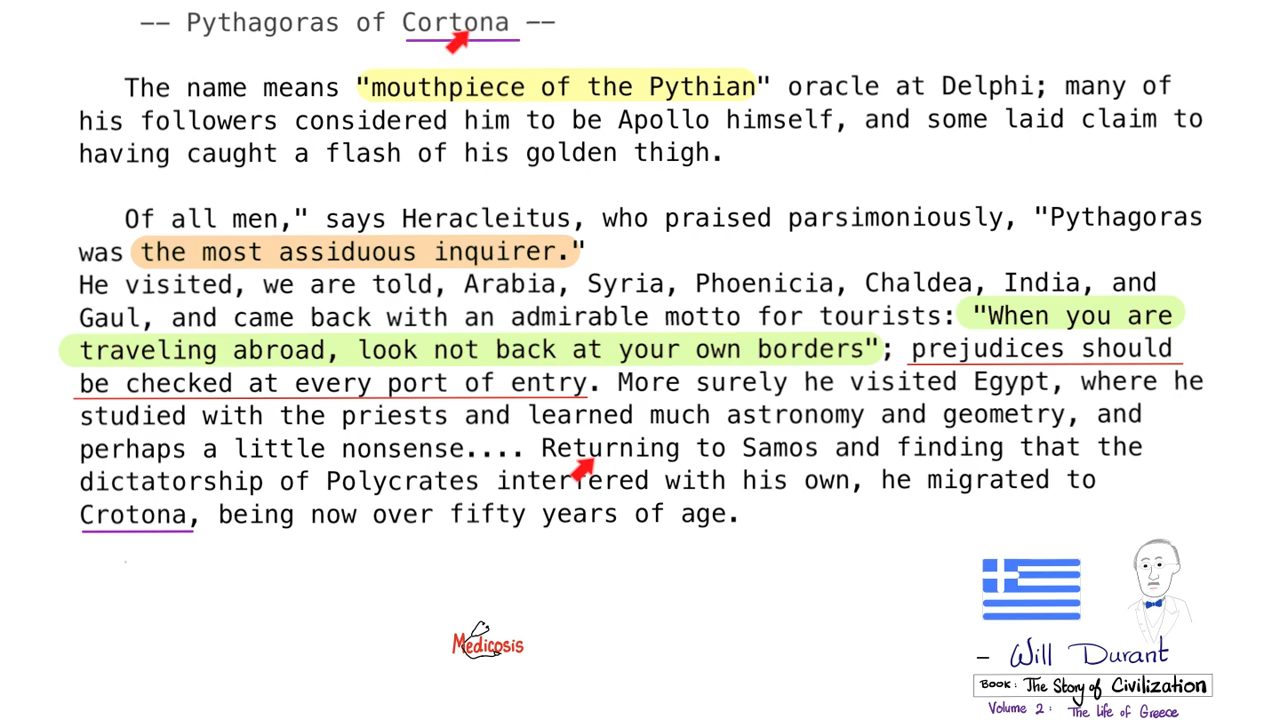 -- Pythagoras of Cortona --
The name means "mouthpiece of the Pythian" oracle at Delphi; many of
his followers considered him to be Apollo himself, and some laid claim to
having caught a flash of his golden thigh.
Of all men," says Heracleitus, who praised parsimoniously, "Pythagoras
was the most assiduous inquirer."
He visited, we are told, Arabia, Syria, Phoenicia, Chaldea, India, and
Gaul, and came back with an admirable motto for tourists: "When you are
traveling abroad, look not back at your own borders"; prejudices should
be checked at every port of entry. More surely he visited Egypt, where he
studied with the priests and learned much astronomy and geometry, and
perhaps a little nonsense.... Returning to Samos and finding that the
dictatorship of Polycrates interfered with his own, he migrated to
Crotona, being now over fifty years of age.
Medicosis
– Will Durant
Book: The Story of Civilization
Volume 2: The Life of Greece